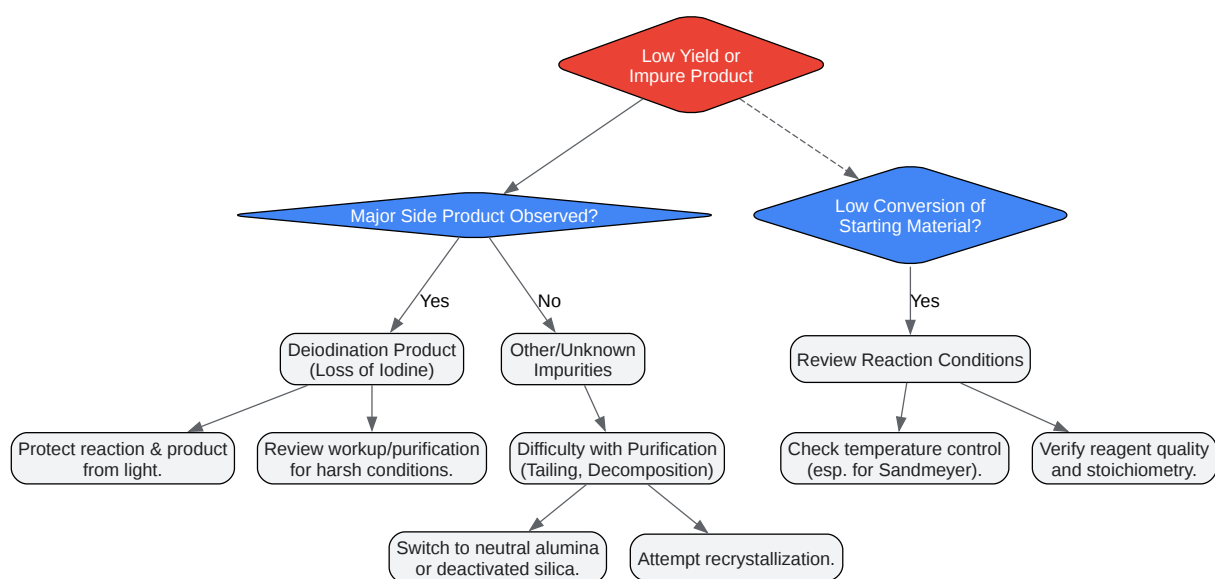 Low Yield or
Impure Product
Major Side Product Observed?
Low Conversion of
Starting Material?
Yes
No
Yes
Deiodination Product
(Loss of Iodine)
Other/Unknown
Impurities
Review Reaction Conditions
Protect reaction & product
from light.
Review workup/purification
for harsh conditions.
Difficulty with Purification
(Tailing, Decomposition)
Check temperature control
(esp. for Sandmeyer).
Verify reagent quality
and stoichiometry.
Switch to neutral alumina
or deactivated silica.
Attempt recrystallization.